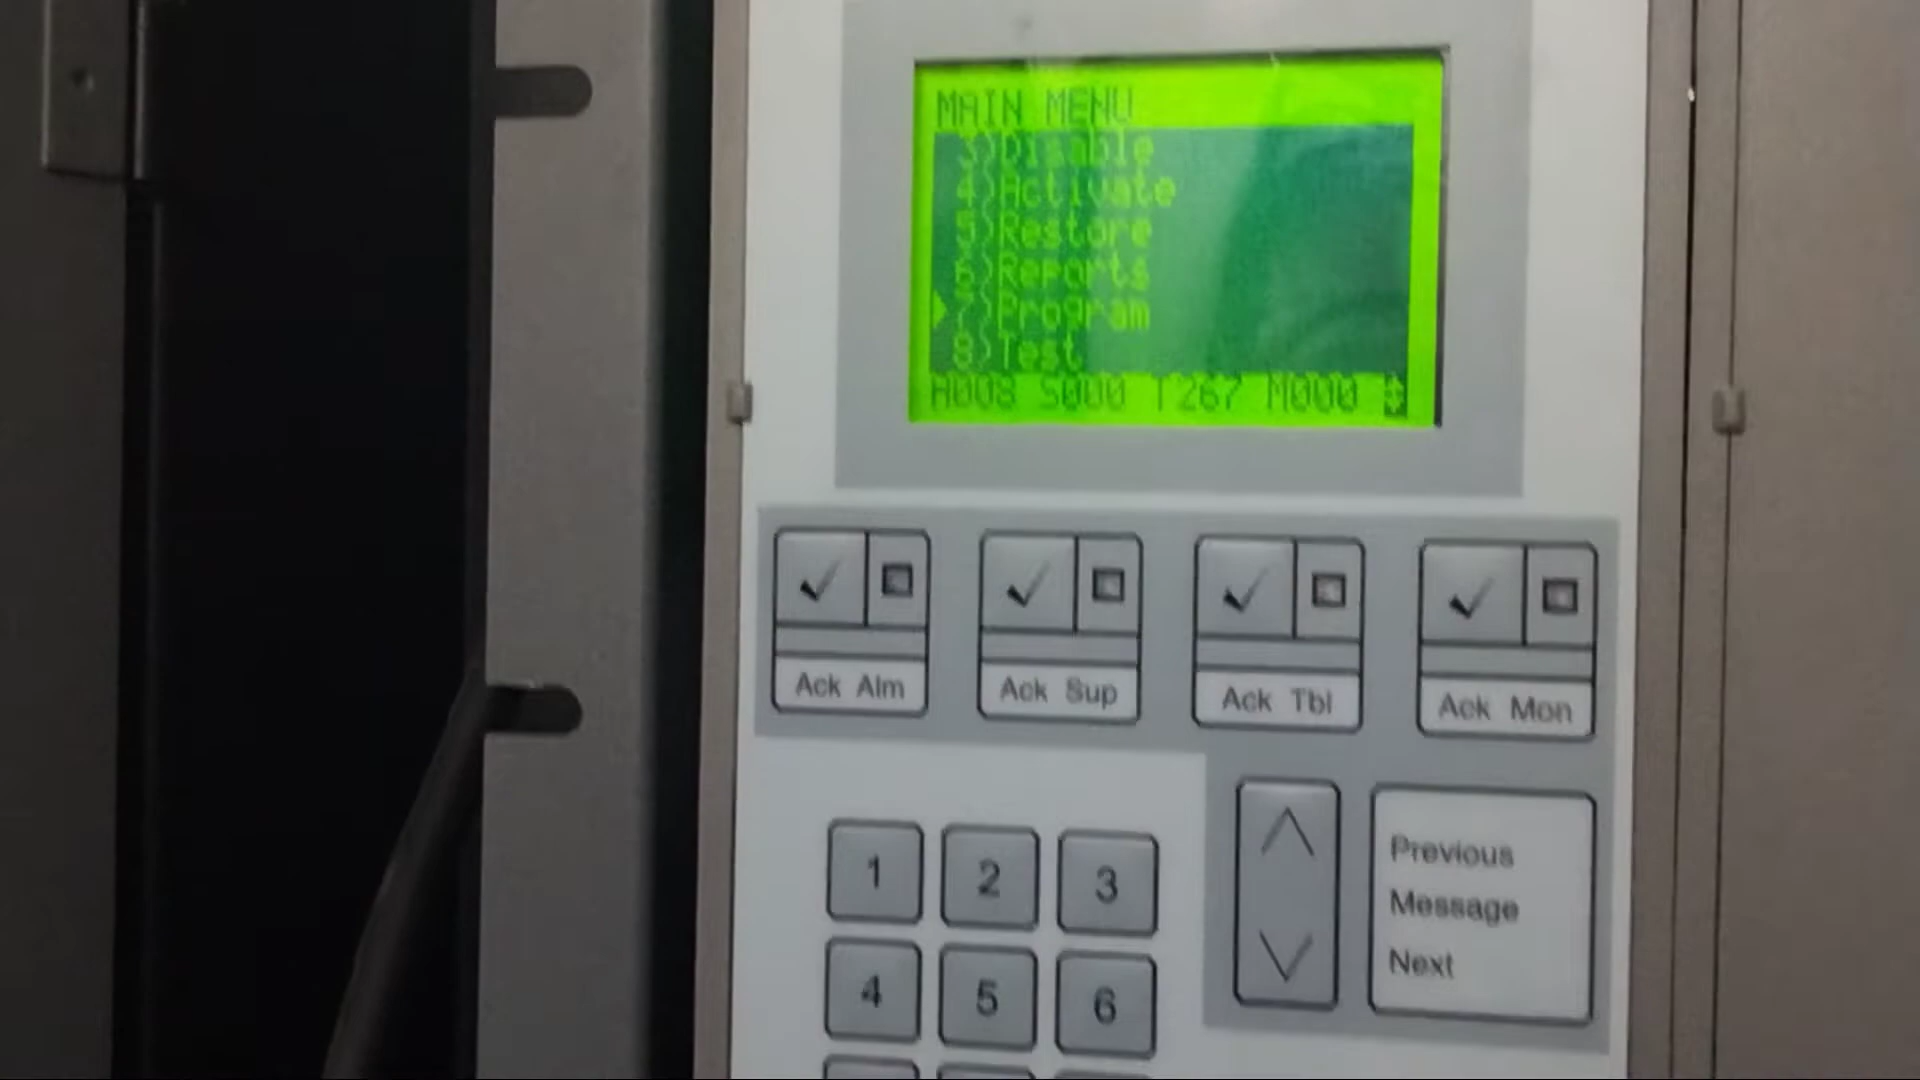 MAIN MENU
3)Disable
4)Activate
5)Restore
6)Reports
7)Program
8)Test
A008 S000 T267 M000
Ack Alm
Ack Sup
Ack Tbl
Ack Mon
Previous
Message
Next
1 2 3
4 5 6